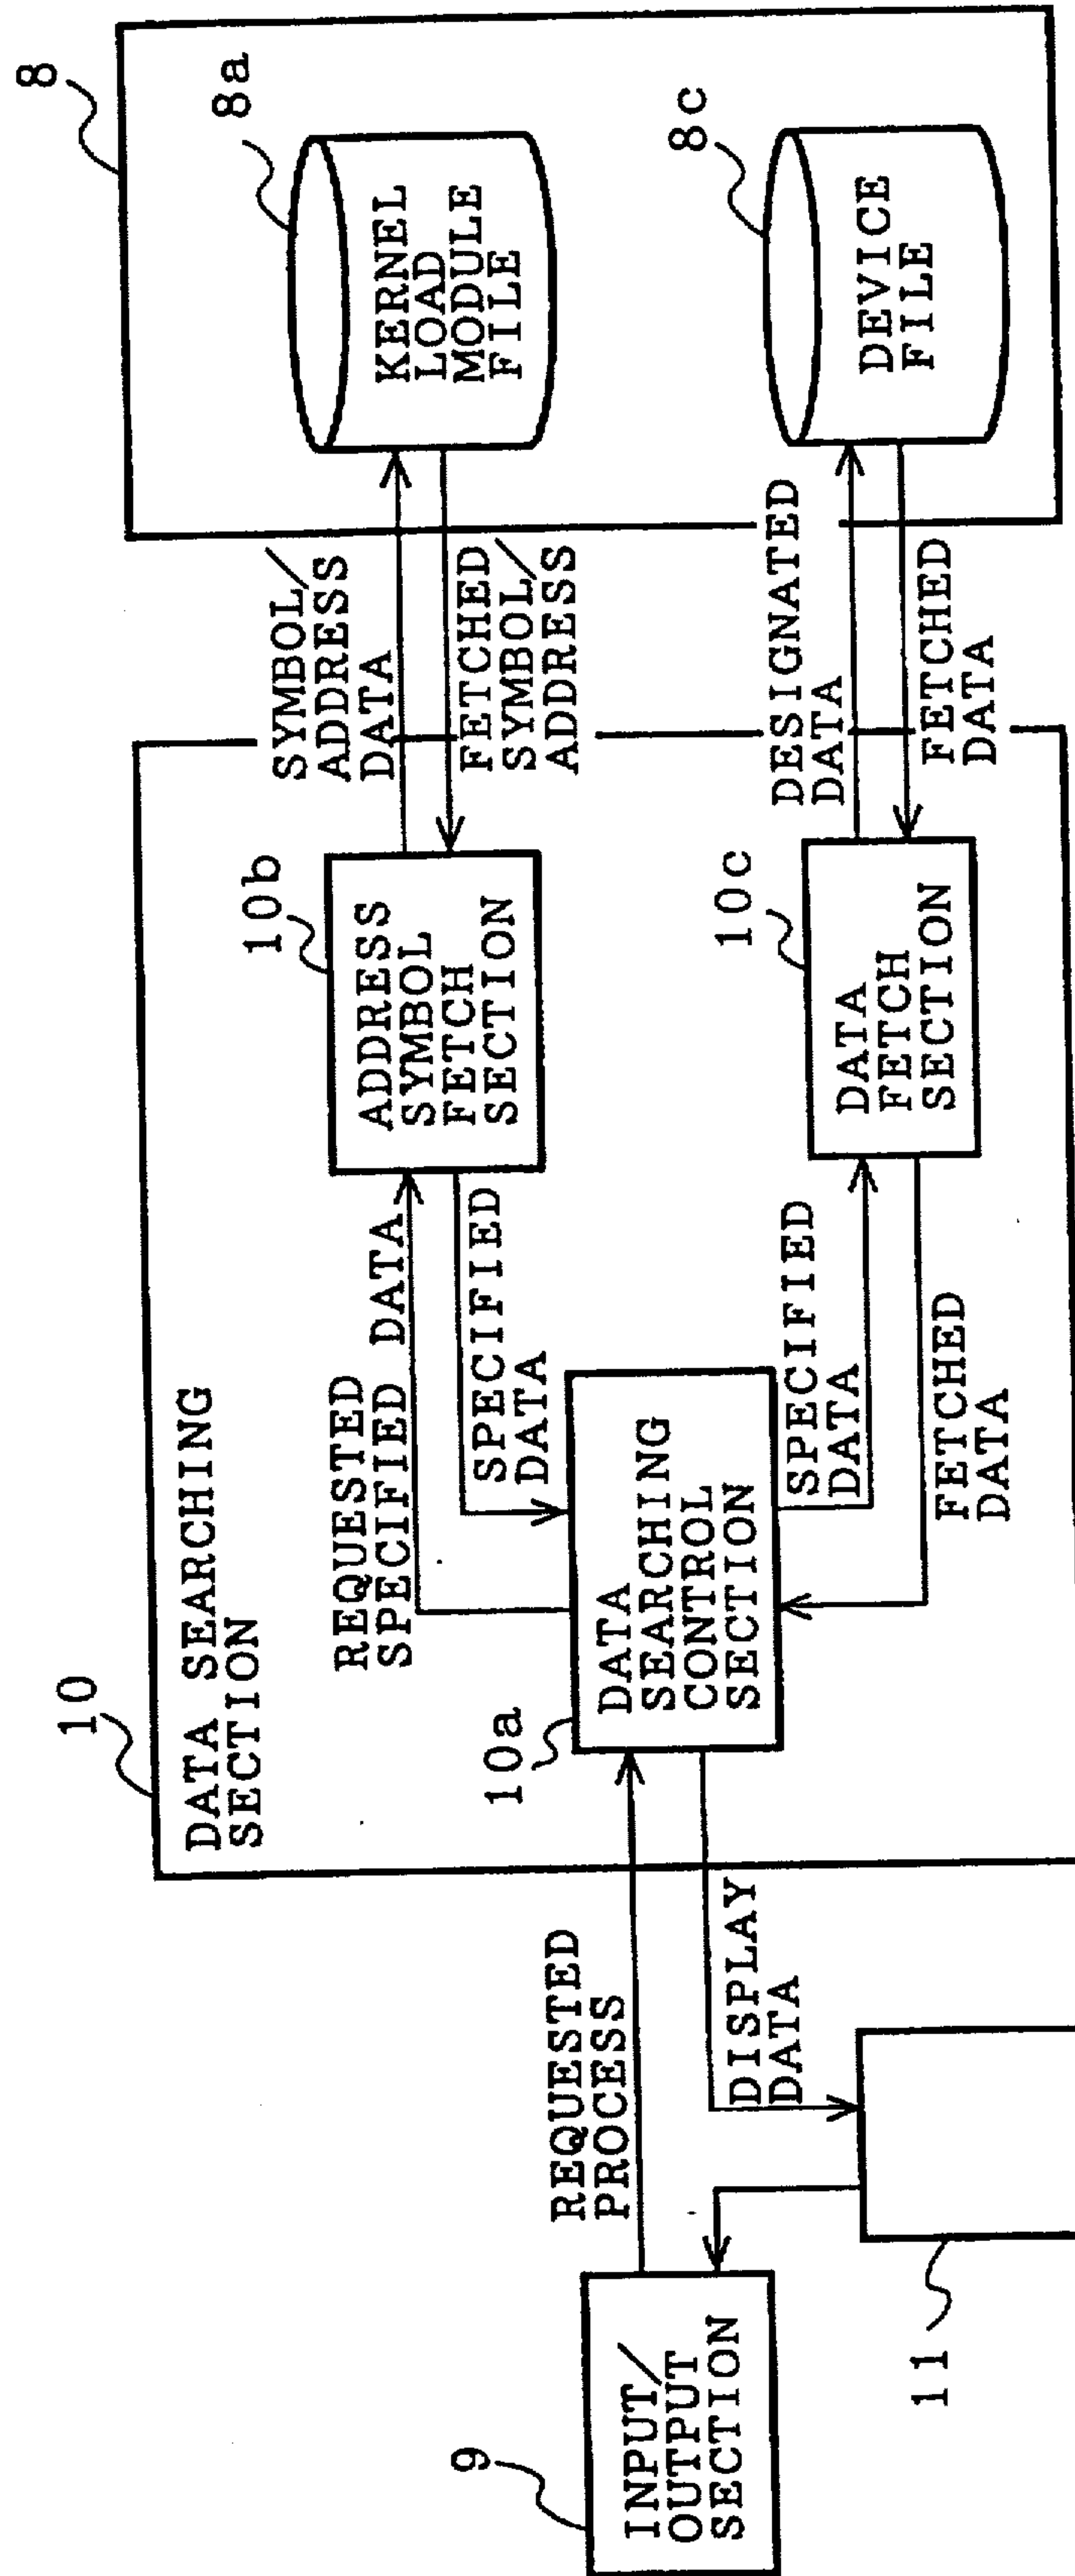 8
8a
KERNEL
LOAD
MODULE
FILE
8c
DEVICE
FILE
SYMBOL/
ADDRESS
DATA
FETCHED
SYMBOL/
ADDRESS
DESIGNATED
DATA
FETCHED
DATA
10
DATA SEARCHING
SECTION
10b
ADDRESS
SYMBOL
FETCH
SECTION
10c
DATA
FETCH
SECTION
REQUESTED
SPECIFIED DATA
SPECIFIED
DATA
10a
DATA
SEARCHING
CONTROL
SECTION
SPECIFIED
DATA
FETCHED
DATA
REQUESTED
PROCESS
DISPLAY
DATA
9
INPUT/
OUTPUT
SECTION
11